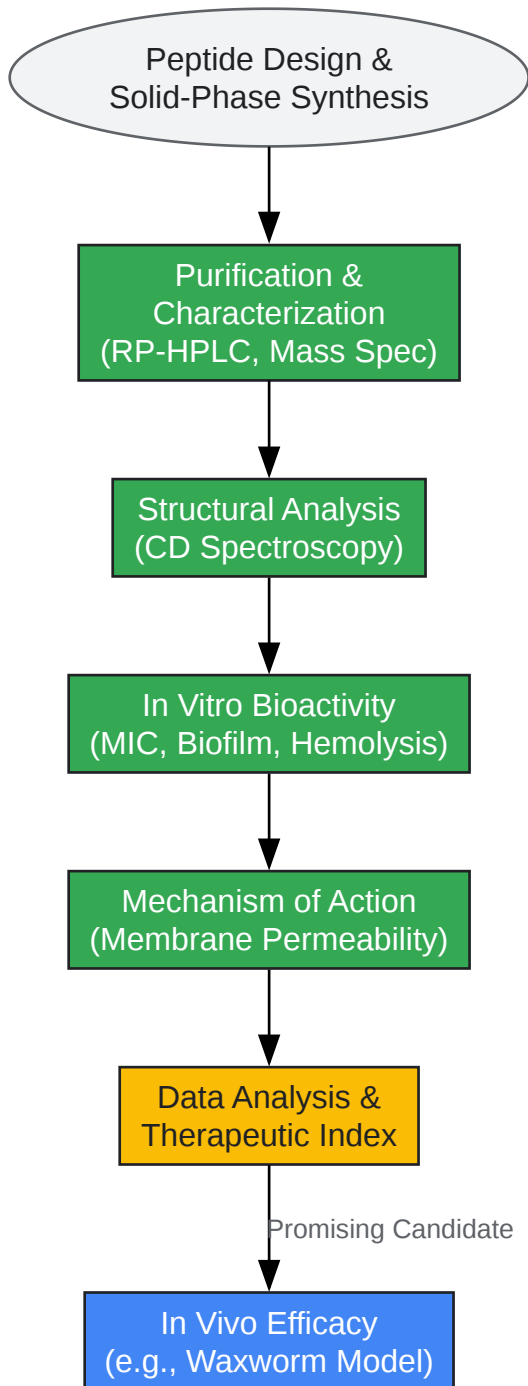 Peptide Design &
Solid-Phase Synthesis
Purification &
Characterization
(RP-HPLC, Mass Spec)
Structural Analysis
(CD Spectroscopy)
In Vitro Bioactivity
(MIC, Biofilm, Hemolysis)
Mechanism of Action
(Membrane Permeability)
Data Analysis &
Therapeutic Index
Promising Candidate
In Vivo Efficacy
(e.g., Waxworm Model)